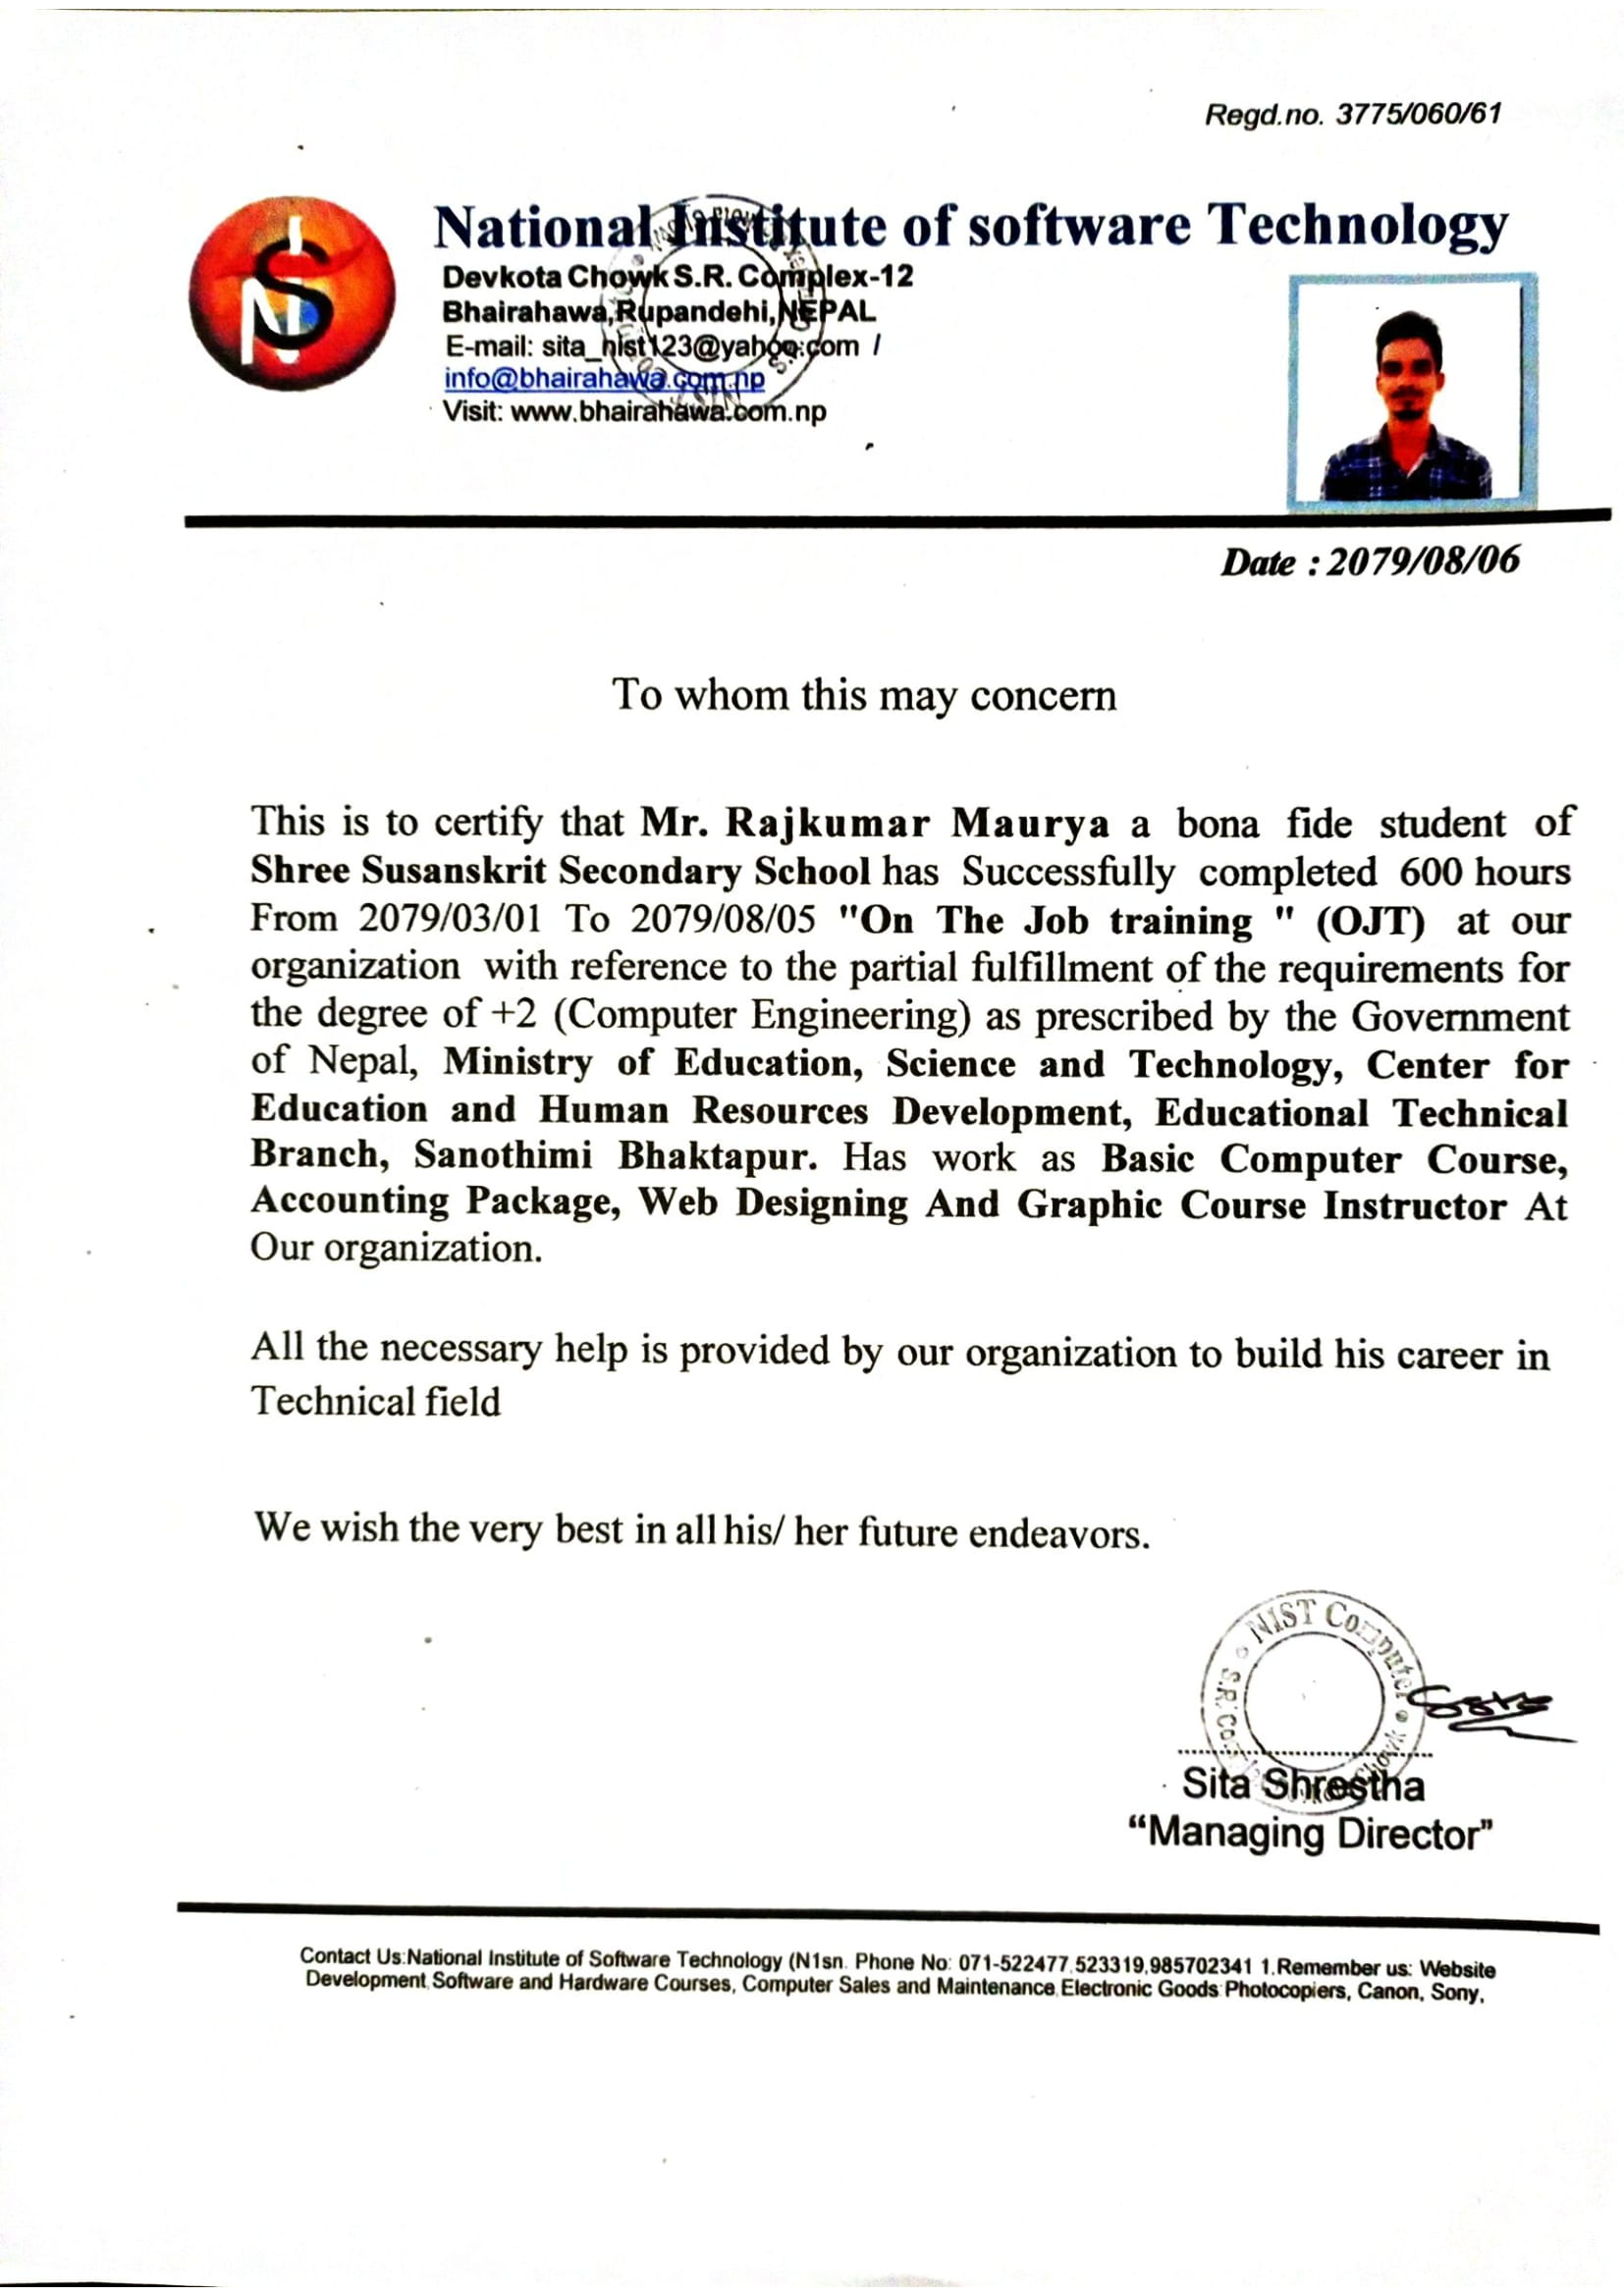 Regd.no. 3775/060/61
National Institute of software Technology
Devkota Chowk S.R. Complex-12
Bhairahawa,Rupandehi,NEPAL
E-mail: sita_nist123@yahoo.com /
info@bhairahawa.com.np
Visit: www.bhairahawa.com.np
Date : 2079/08/06
To whom this may concern
This is to certify that Mr. Rajkumar Maurya a bona fide student of
Shree Susanskrit Secondary School has Successfully completed 600 hours
From 2079/03/01 To 2079/08/05 "On The Job training " (OJT) at our
organization with reference to the partial fulfillment of the requirements for
the degree of +2 (Computer Engineering) as prescribed by the Government
of Nepal, Ministry of Education, Science and Technology, Center for
Education and Human Resources Development, Educational Technical
Branch, Sanothimi Bhaktapur. Has work as Basic Computer Course,
Accounting Package, Web Designing And Graphic Course Instructor At
Our organization.
All the necessary help is provided by our organization to build his career in
Technical field
We wish the very best in all his/ her future endeavors.
NIST Computer
S.R. Chowk
Sita Shrestha
“Managing Director”
Contact Us:National Institute of Software Technology (N1sn. Phone No: 071-522477,523319,985702341 1.Remember us: Website
Development,Software and Hardware Courses, Computer Sales and Maintenance,Electronic Goods:Photocopiers, Canon, Sony,